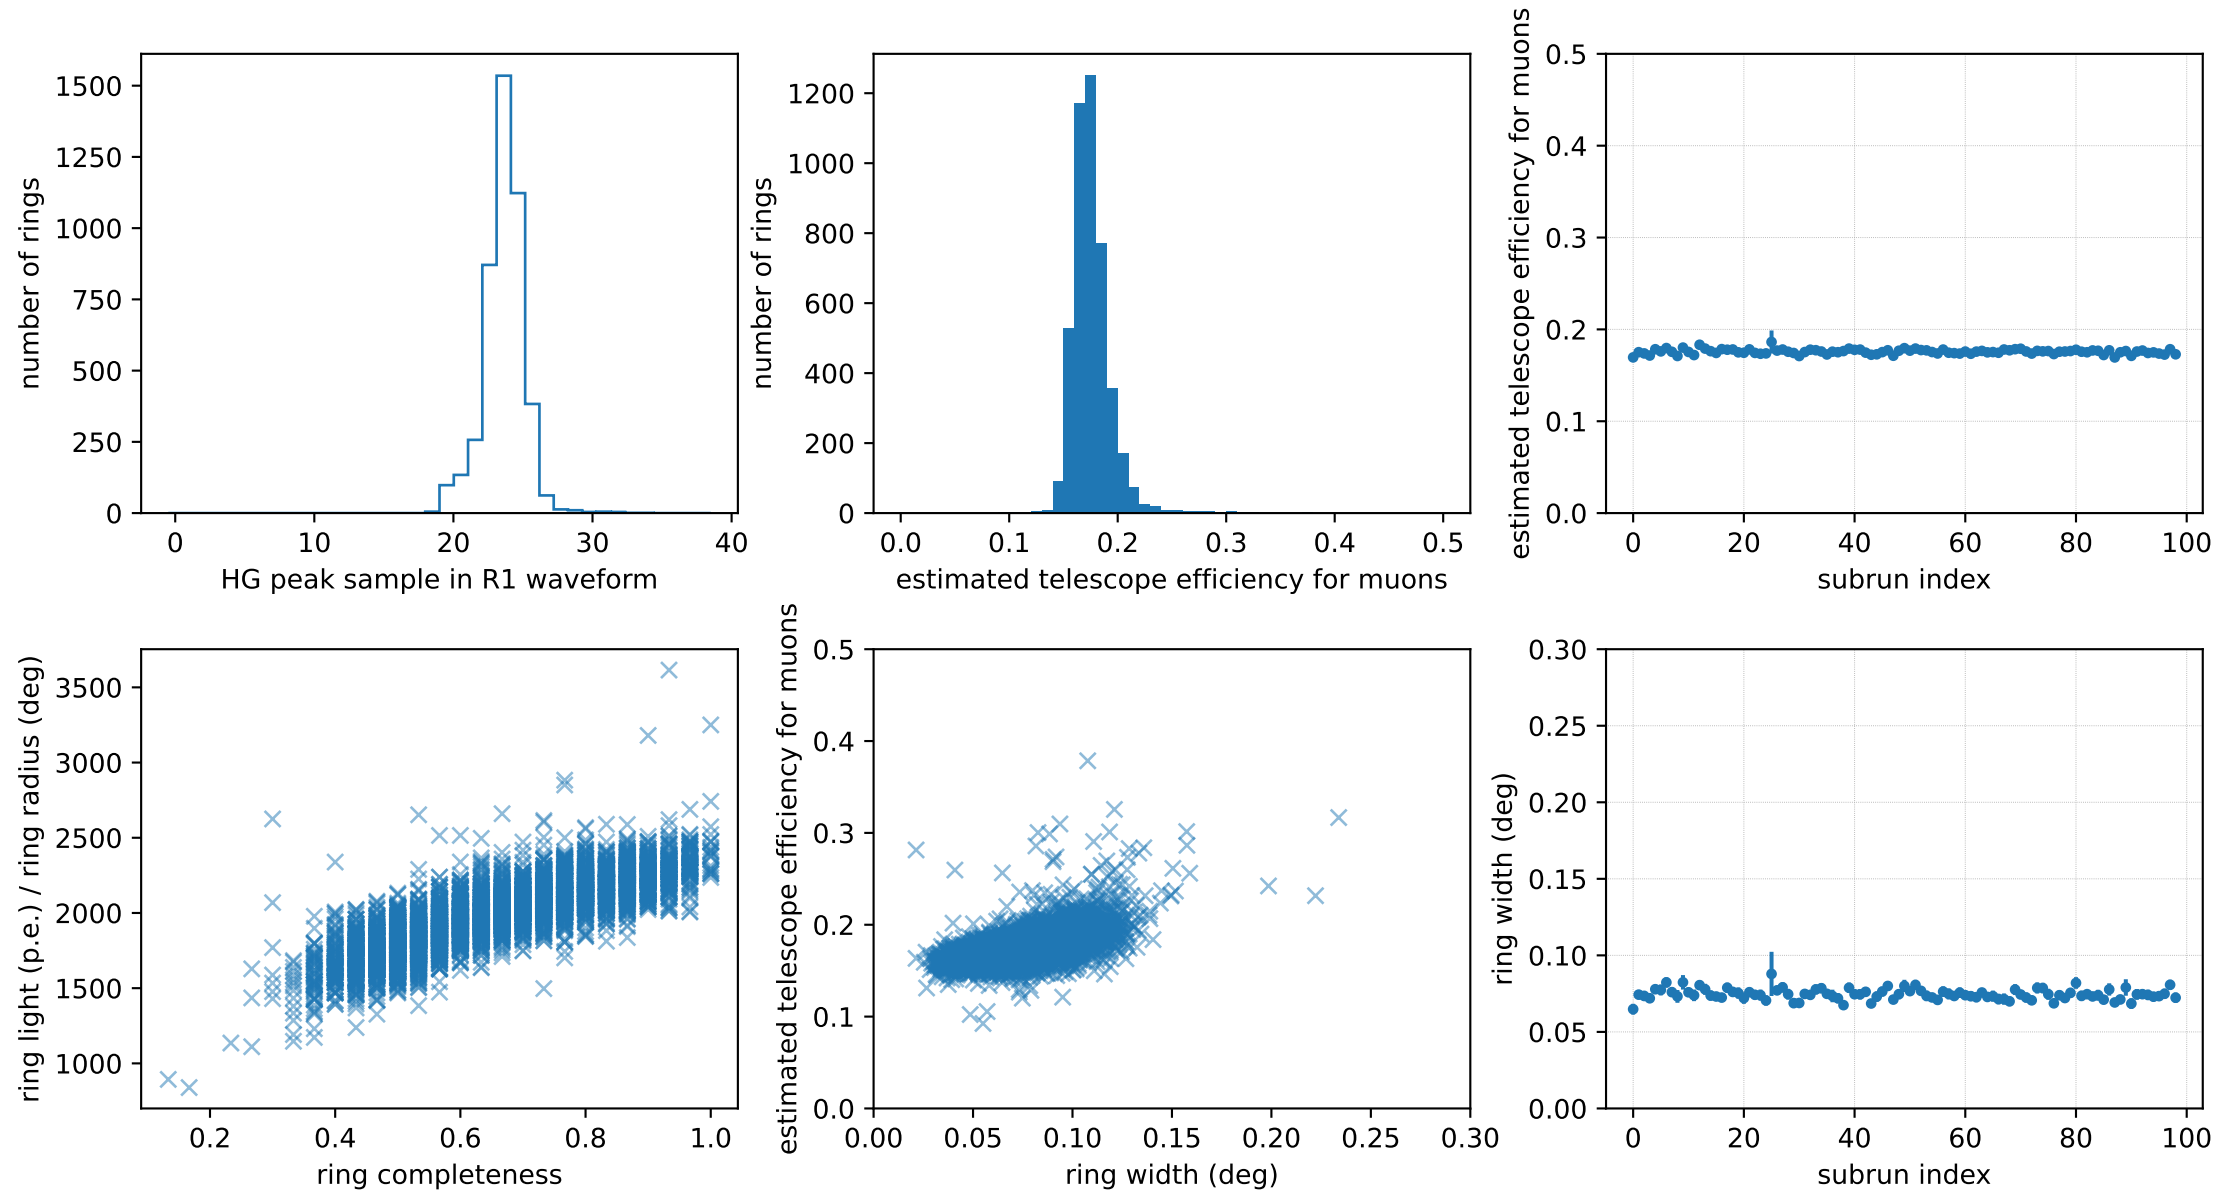 1500
1250
1000
750
500
250
0
number of rings
0 10 20 30 40
HG peak sample in R1 waveform
1200
1000
800
600
400
200
0
number of rings
0.0 0.1 0.2 0.3 0.4 0.5
estimated telescope efficiency for muons
0.5
0.4
0.3
0.2
0.1
0.0
estimated telescope efficiency for muons
0 20 40 60 80 100
subrun index
3500
3000
2500
2000
1500
1000
ring light (p.e.) / ring radius (deg)
0.2 0.4 0.6 0.8 1.0
ring completeness
0.5
0.4
0.3
0.2
0.1
0.0
estimated telescope efficiency for muons
0.00 0.05 0.10 0.15 0.20 0.25 0.30
ring width (deg)
0.30
0.25
0.20
0.15
0.10
0.05
0.00
ring width (deg)
0 20 40 60 80 100
subrun index